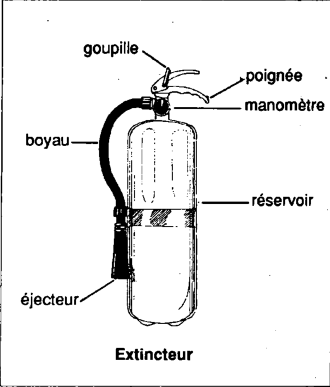 goupille
poignée
manomètre
boyau
réservoir
éjecteur
Extincteur